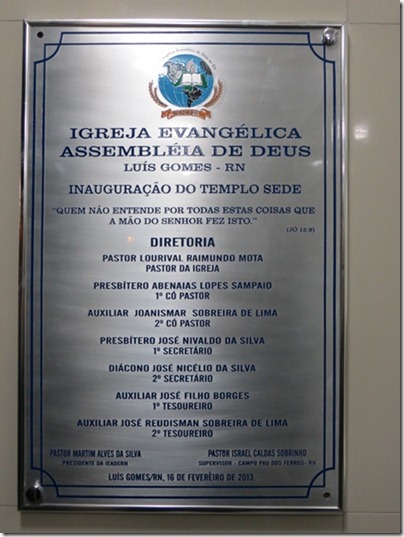 IGREJA EVANGÉLICA
ASSEMBLÉIA DE DEUS
LUÍS GOMES - RN
INAUGURAÇÃO DO TEMPLO SEDE
"QUEM NÃO ENTENDE POR TODAS ESTAS COISAS QUE
A MÃO DO SENHOR FEZ ISTO."
(JÓ 12.9)
DIRETORIA
PASTOR LOURIVAL RAIMUNDO MOTA
PASTOR DA IGREJA
PRESBÍTERO ABENAIAS LOPES SAMPAIO
1º CÓ PASTOR
AUXILIAR JOANISMAR SOBREIRA DE LIMA
2º CÓ PASTOR
PRESBÍTERO JOSÉ NIVALDO DA SILVA
1º SECRETÁRIO
DIÁCONO JOSÉ NICÉLIO DA SILVA
2º SECRETÁRIO
AUXILIAR JOSÉ FILHO BORGES
1º TESOUREIRO
AUXILIAR JOSÉ REUDISMAN SOBREIRA DE LIMA
2º TESOUREIRO
PASTOR MARTIM ALVES DA SILVA
PRESIDENTE DA IEADERN
PASTOR ISRAEL CALDAS SOBRINHO
SUPERVISOR - CAMPO PAU DOS FERROS - RN
LUÍS GOMES/RN, 16 DE FEVEREIRO DE 2013.